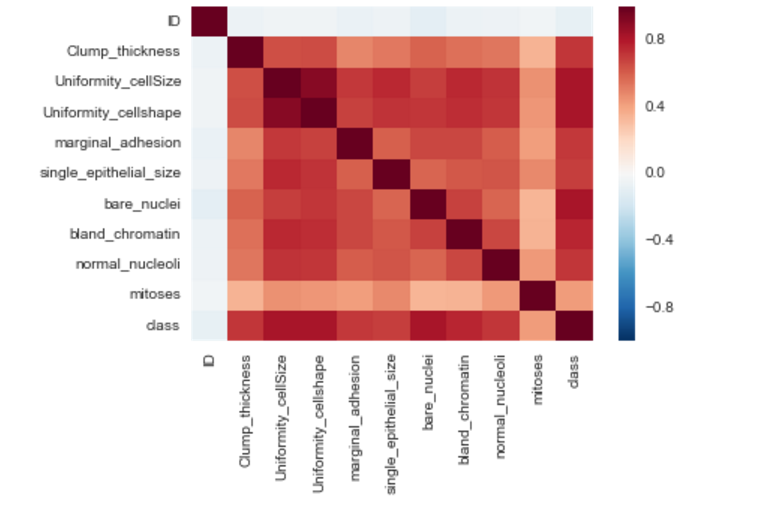 ID
Clump_thickness
Uniformity_cellSize
Uniformity_cellshape
marginal_adhesion
single_epithelial_size
bare_nuclei
bland_chromatin
normal_nucleoli
mitoses
class
0.8
0.4
0.0
−0.4
−0.8
ID
Clump_thickness
Uniformity_cellSize
Uniformity_cellshape
marginal_adhesion
single_epithelial_size
bare_nuclei
bland_chromatin
normal_nucleoli
mitoses
class